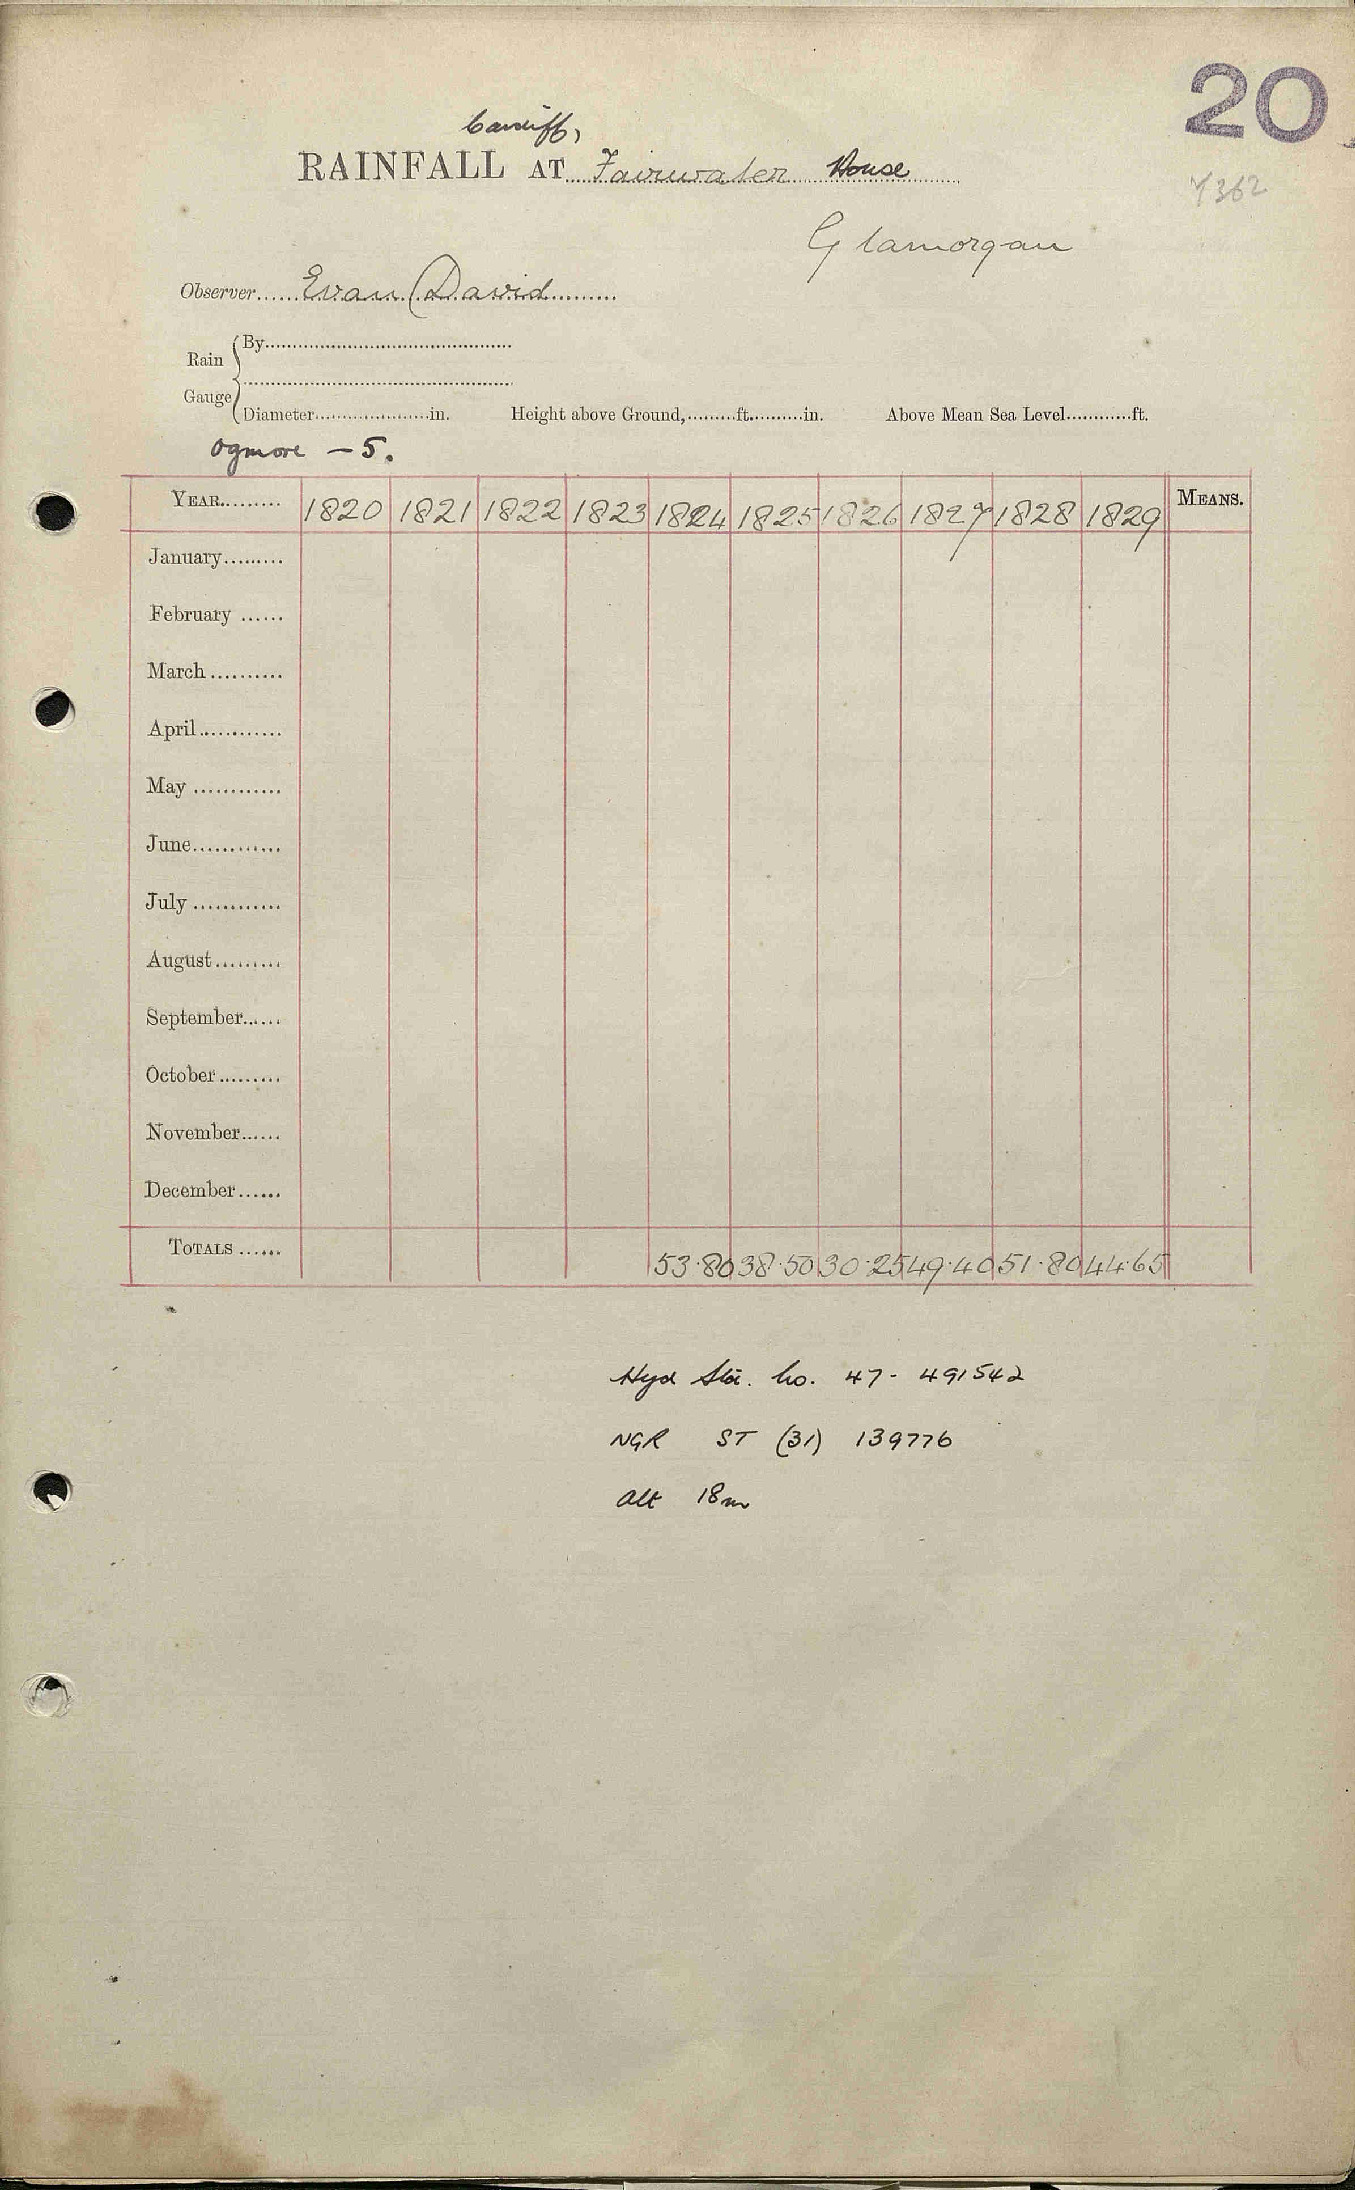 20
Cardiff,
RAINFALL AT Fairwater House
Y362
Glamorgan
Observer...... Evan David .........
Rain Gauge
By..............................................
..................................................
Diameter.....................in. Height above Ground,.........ft..........in. Above Mean Sea Level............ft.
Ogmore - 5.
YEAR......... 1820 1821 1822 1823 1824 1825 1826 1827 1828 1829 MEANS.
January.........
February ......
March..........
April............
May ............
June............
July ............
August.........
September......
October.........
November......
December......
TOTALS ...... 53.80 38.50 30.25 49.40 51.80 44.65
Hyd Sta. No. 47- 491542
NGR ST (31) 139776
Alt 18m